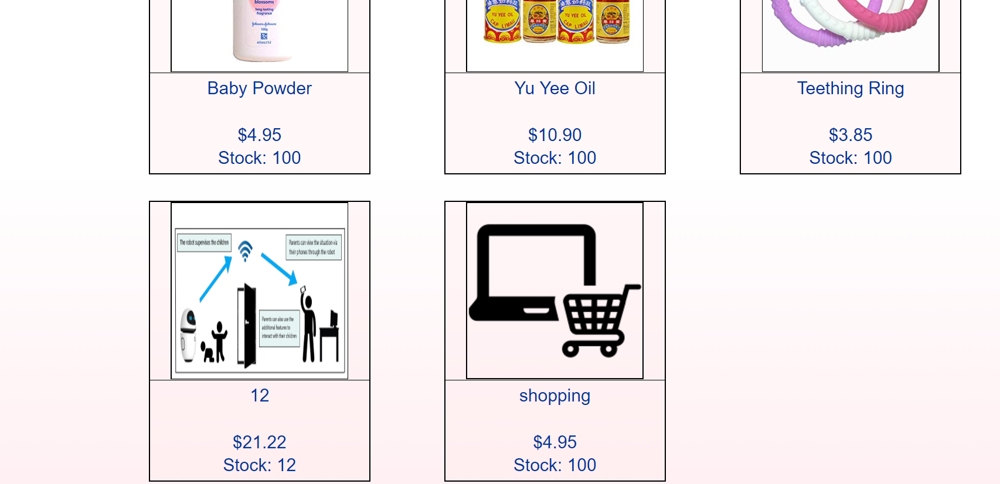 blossoms
long lasting
fragrance
Johnson & Johnson
100g
6066252
YU YEE OIL
CAP LIMAU
YU YEE OIL
CAP LIMAU
Baby Powder
$4.95
Stock: 100
Yu Yee Oil
$10.90
Stock: 100
Teething Ring
$3.85
Stock: 100
The robot supervises the children
Parents can view the situation via
their phones through the robot
Parents can also use the
additional features to
interact with their children
12
$21.22
Stock: 12
shopping
$4.95
Stock: 100